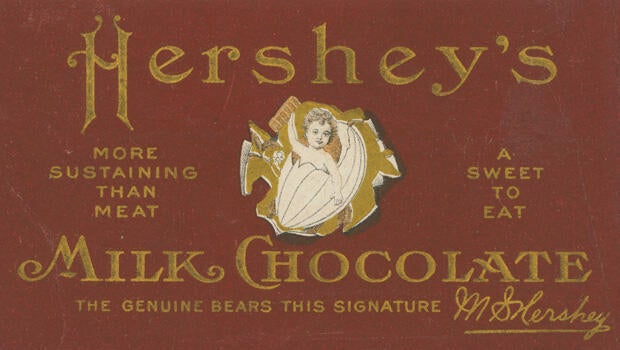 Hershey's
MORE
SUSTAINING
THAN
MEAT
A
SWEET
TO
EAT
MILK CHOCOLATE
THE GENUINE BEARS THIS SIGNATURE M S Hershey